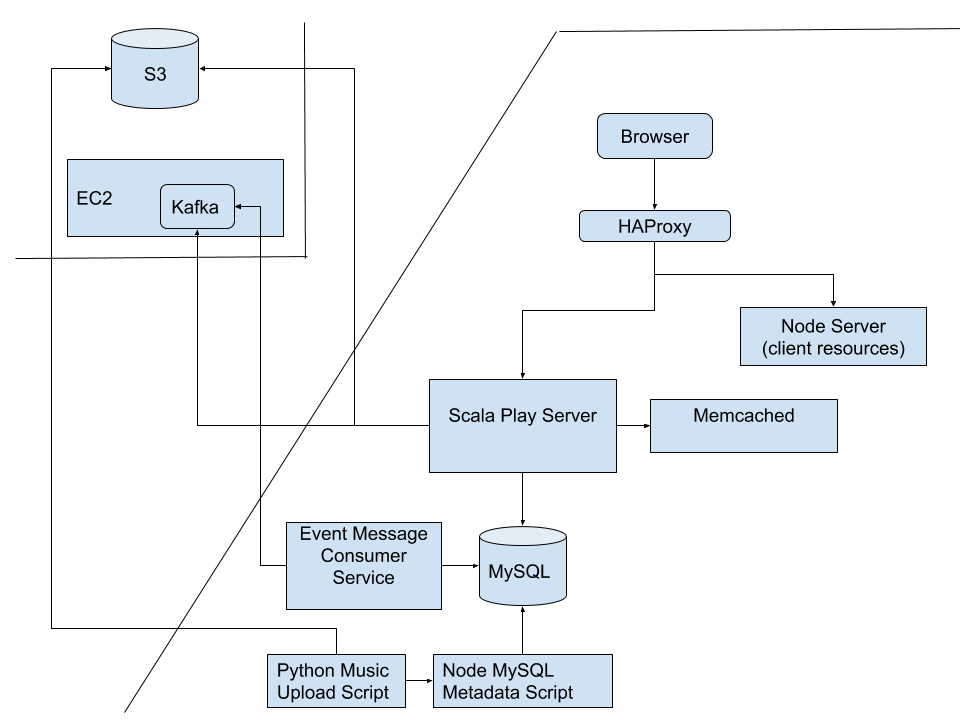 S3
Browser
EC2
Kafka
HAProxy
Node Server
(client resources)
Scala Play Server
Memcached
Event Message
Consumer
Service
MySQL
Python Music
Upload Script
Node MySQL
Metadata Script